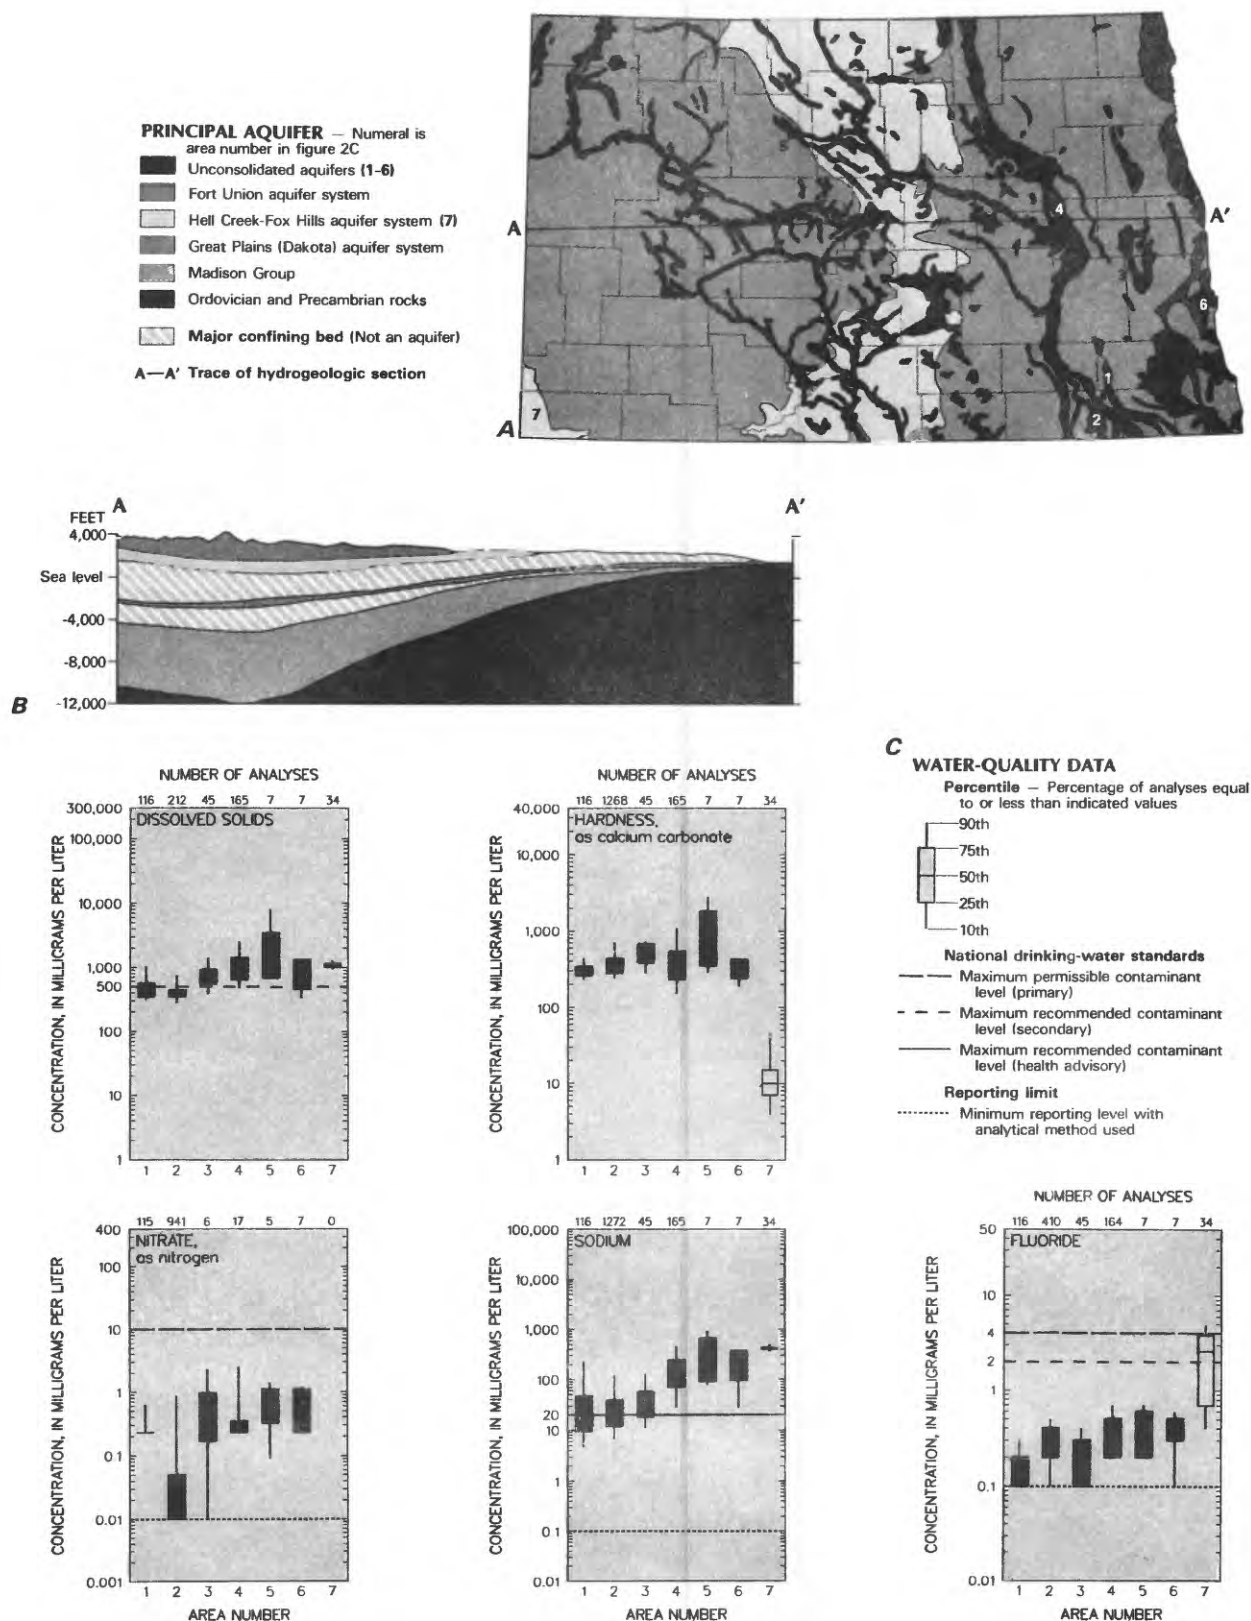 PRINCIPAL AQUIFER — Numeral is
area number in figure 2C
Unconsolidated aquifers (1-6)
Fort Union aquifer system
Hell Creek-Fox Hills aquifer system (7)
Great Plains (Dakota) aquifer system
Madison Group
Ordovician and Precambrian rocks
Major confining bed (Not an aquifer)
A—A' Trace of hydrogeologic section
A
A'
5
4
3
6
1
2
7
A
A
A'
FEET
4,000
Sea level
-4,000
-8,000
-12,000
B
NUMBER OF ANALYSES
116 212 45 165 7 7 34
DISSOLVED SOLIDS
CONCENTRATION, IN MILLIGRAMS PER LITER
300,000
100,000
10,000
1,000
500
100
10
1
1 2 3 4 5 6 7
NUMBER OF ANALYSES
116 1268 45 165 7 7 34
HARDNESS,
as calcium carbonate
CONCENTRATION, IN MILLIGRAMS PER LITER
40,000
10,000
1,000
100
10
1
1 2 3 4 5 6 7
C
WATER-QUALITY DATA
Percentile — Percentage of analyses equal
to or less than indicated values
90th
75th
50th
25th
10th
National drinking-water standards
Maximum permissible contaminant
level (primary)
Maximum recommended contaminant
level (secondary)
Maximum recommended contaminant
level (health advisory)
Reporting limit
Minimum reporting level with
analytical method used
115 941 6 17 5 7 0
NITRATE,
as nitrogen
CONCENTRATION, IN MILLIGRAMS PER LITER
400
100
10
1
0.1
0.01
0.001
1 2 3 4 5 6 7
AREA NUMBER
116 1272 45 165 7 7 34
SODIUM
CONCENTRATION, IN MILLIGRAMS PER LITER
100,000
10,000
1,000
100
20
10
1
0.1
0.01
1 2 3 4 5 6 7
AREA NUMBER
NUMBER OF ANALYSES
116 410 45 164 7 7 34
FLUORIDE
CONCENTRATION, IN MILLIGRAMS PER LITER
50
10
4
2
1
0.1
0.01
1 2 3 4 5 6 7
AREA NUMBER